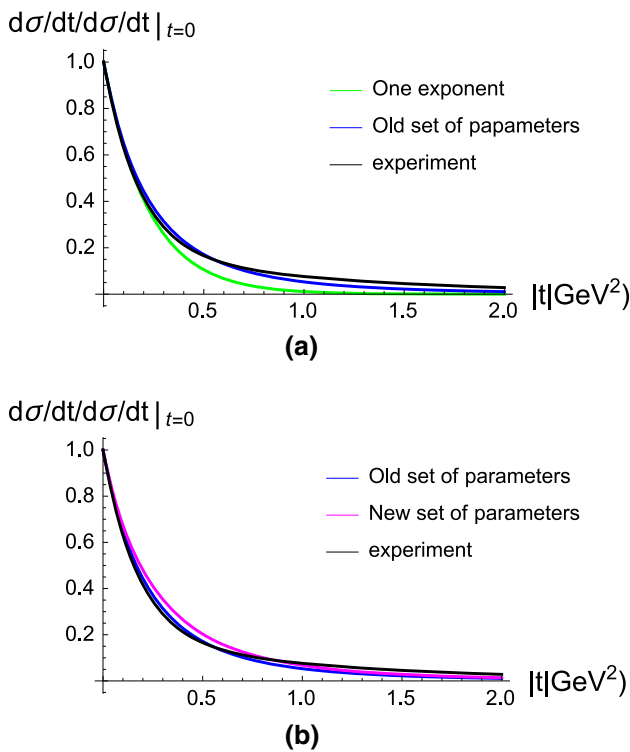 dσ/dt/dσ/dt|t=0
1.0
One exponent
0.8
Old set of papameters
0.6
experiment
0.4
0.2
|t|GeV²)
0.5 1.0 1.5 2.0
(a)
dσ/dt/dσ/dt|t=0
1.0
Old set of parameters
0.8
New set of parameters
0.6
experiment
0.4
0.2
|t|GeV²)
0.5 1.0 1.5 2.0
(b)